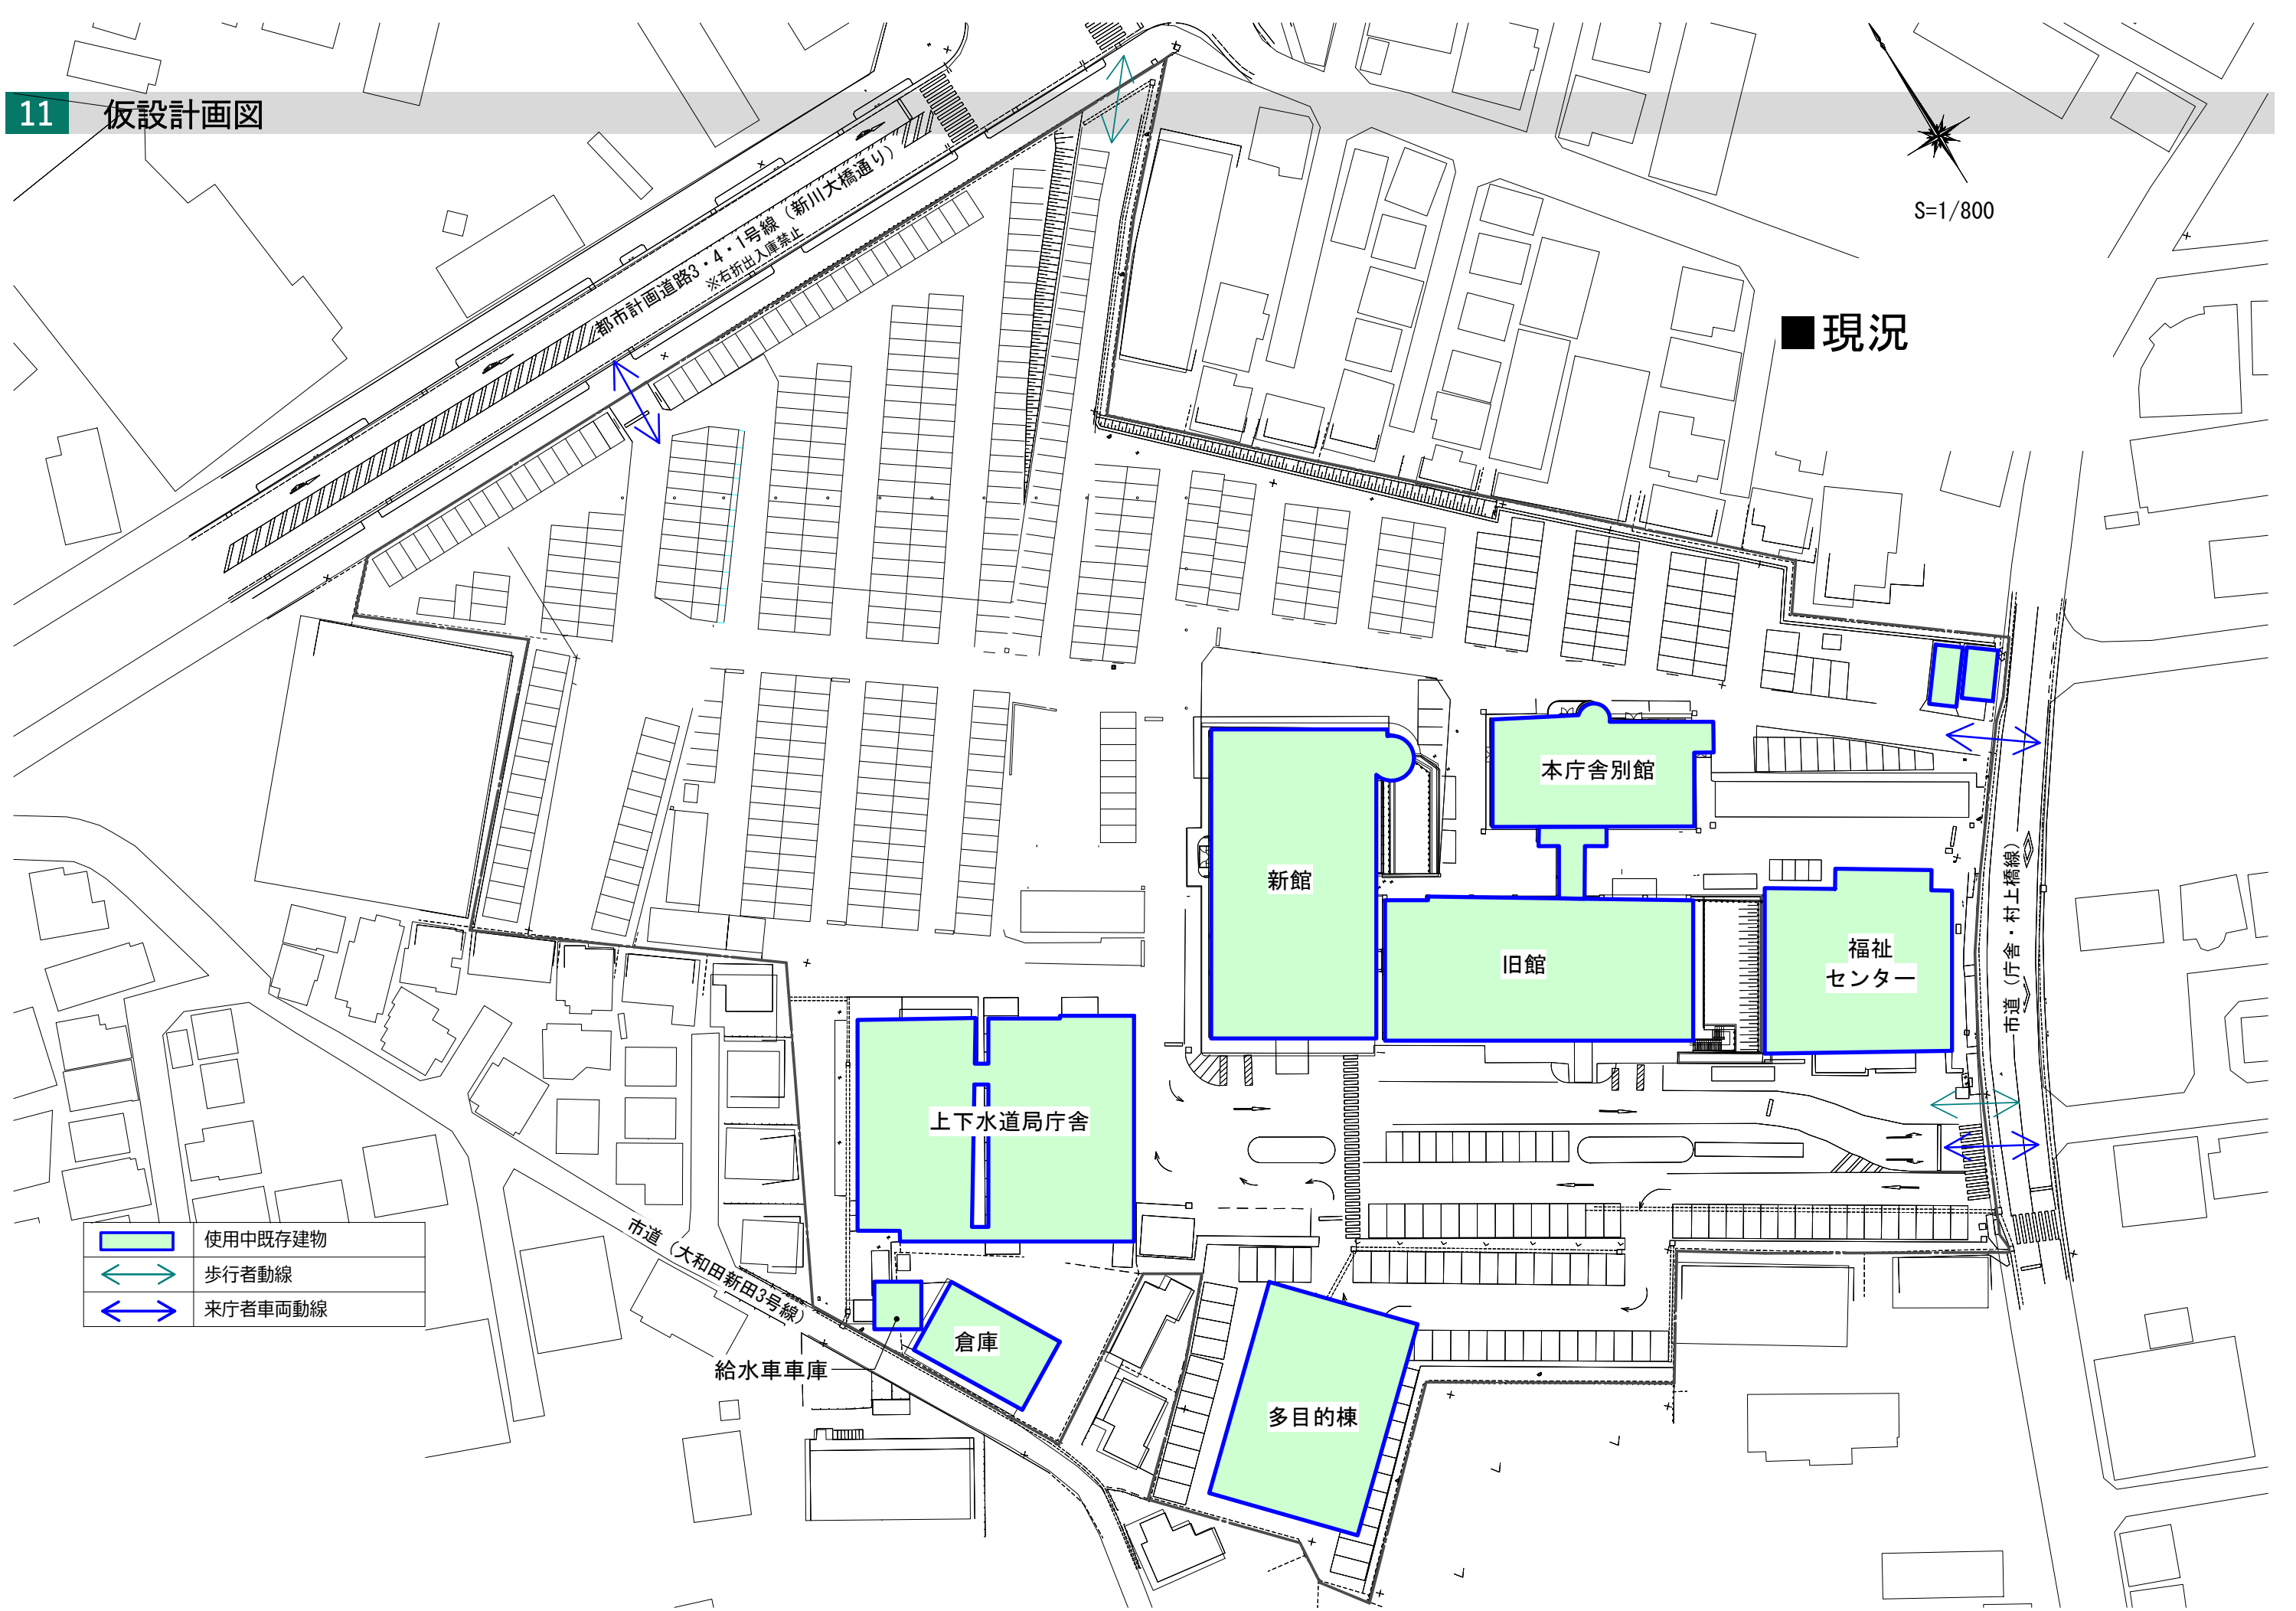 11 仮設計画図
S=1/800
都市計画道路3・4・1号線（新川大橋通り）
※右折出入庫禁止
■現況
本庁舎別館
新館
旧館
福祉
センター
市道（庁舎・村上橋線）
上下水道局庁舎
市道（大和田新田3号線）
倉庫
給水車車庫
多目的棟
使用中既存建物
歩行者動線
来庁者車両動線